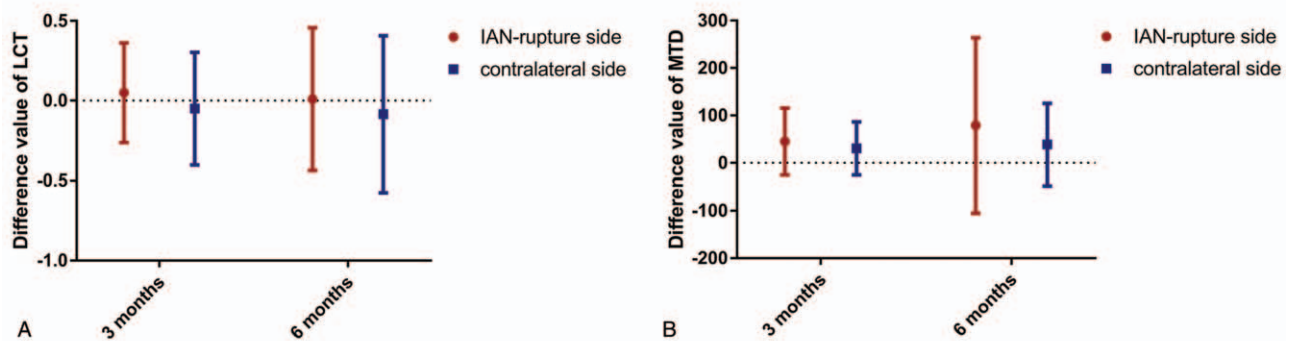 Difference value of LCT
0.5
0.0
-0.5
-1.0
3 months
6 months
IAN-rupture side
contralateral side
A
Difference value of MTD
300
200
100
0
-100
-200
3 months
6 months
IAN-rupture side
contralateral side
B